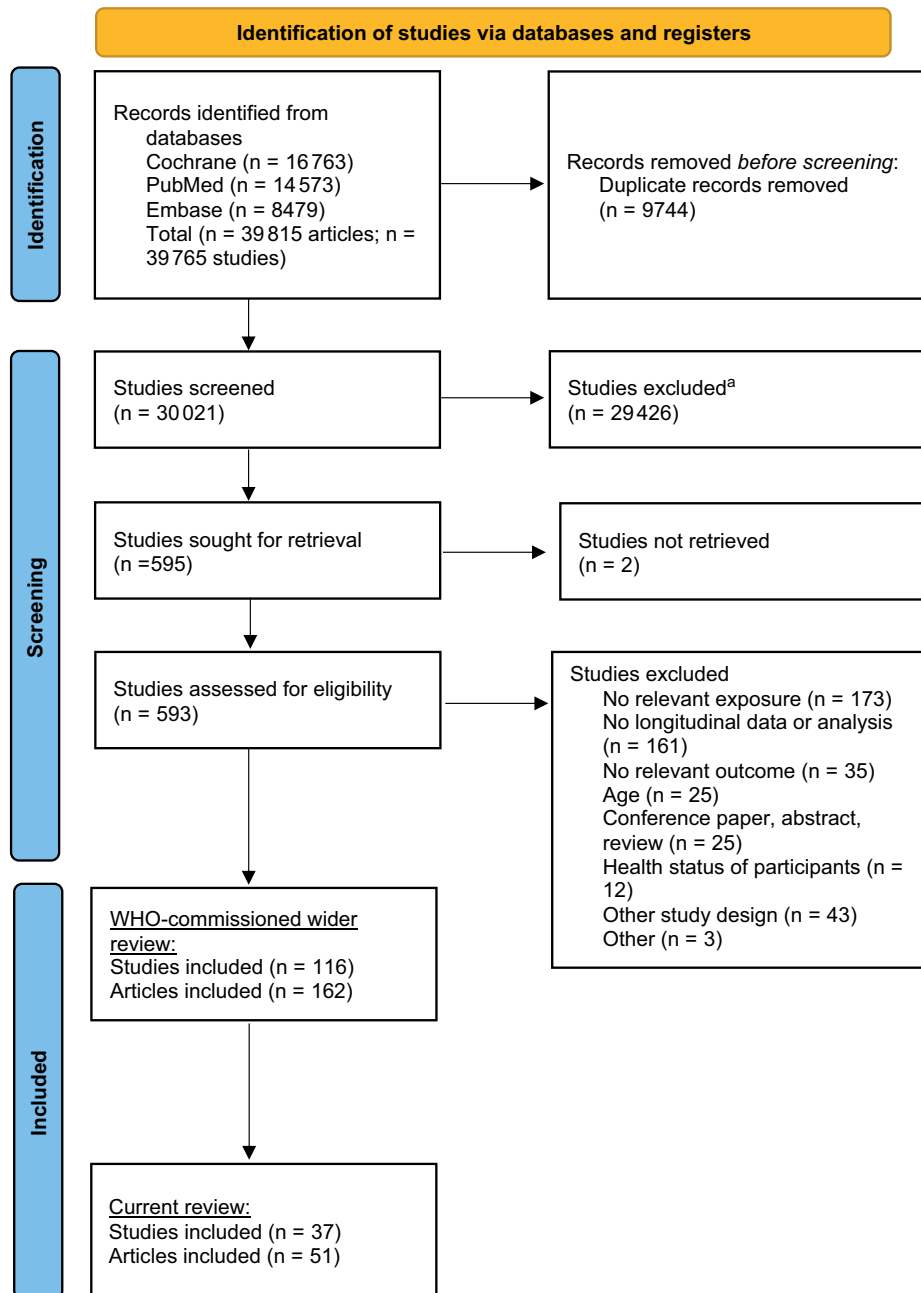 Identification of studies via databases and registers
Identification
Records identified from
databases
Cochrane (n = 16 763)
PubMed (n = 14 573)
Embase (n = 8479)
Total (n = 39 815 articles; n =
39 765 studies)
Records removed before screening:
Duplicate records removed
(n = 9744)
Screening
Studies screened
(n = 30 021)
Studies excludedᵃ
(n = 29 426)
Studies sought for retrieval
(n =595)
Studies not retrieved
(n = 2)
Studies assessed for eligibility
(n = 593)
Studies excluded
No relevant exposure (n = 173)
No longitudinal data or analysis
(n = 161)
No relevant outcome (n = 35)
Age (n = 25)
Conference paper, abstract,
review (n = 25)
Health status of participants (n =
12)
Other study design (n = 43)
Other (n = 3)
Included
WHO-commissioned wider
review:
Studies included (n = 116)
Articles included (n = 162)
Current review:
Studies included (n = 37)
Articles included (n = 51)